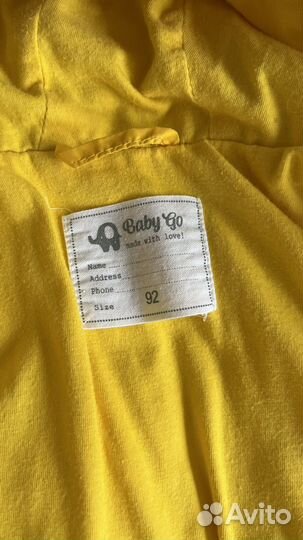 Baby Go
made with love!
Name
Address
Phone
Size 92
Avito